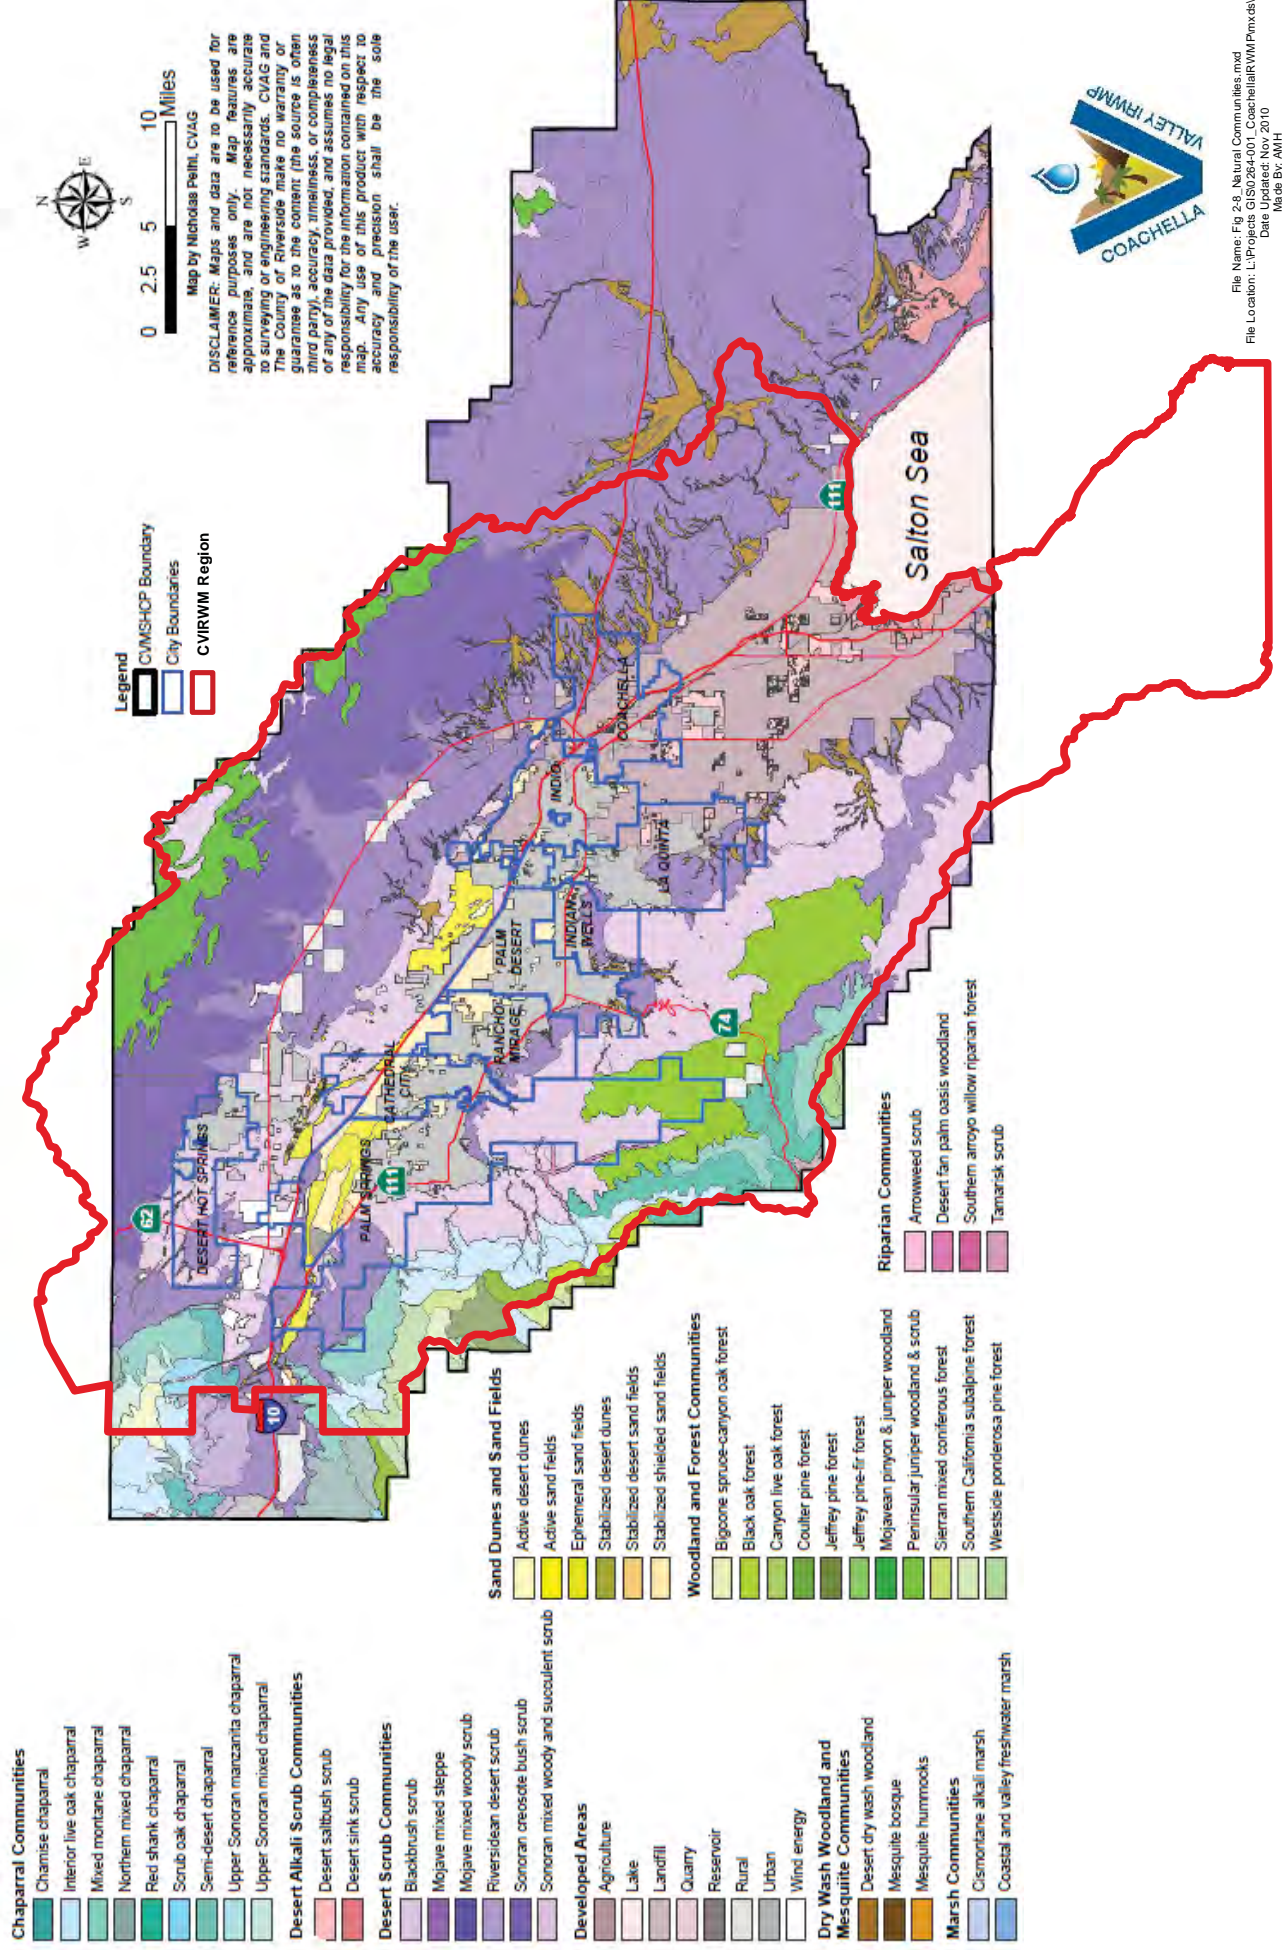 N
W
E
S
0
2.5
5
10
Miles
Map by Nicholas Peihl, CVAG
DISCLAIMER: Maps and data are to be used for
reference purposes only. Map features are
approximate, and are not necessarily accurate
to surveying or engineering standards. CVAG and
The County of Riverside make no warranty or
guarantee as to the content (the source is often
third party), accuracy, timeliness, or completeness
of any of the data provided, and assumes no legal
responsibility for the information contained on this
map. Any use of this product with respect to
accuracy and precision shall be the sole
responsibility of the user.
Legend
CVMSHCP Boundary
City Boundaries
CVIRWM Region
62
DESERT HOT SPRINGS
10
PALM SPRINGS
111
CATHEDRAL
CITY
RANCHO
MIRAGE
PALM
DESERT
INDIAN
WELLS
INDIO
LA QUINTA
COACHELLA
74
111
Salton Sea
COACHELLA
VALLEY IRWMP
Chaparral Communities
Chamise chaparral
Interior live oak chaparral
Mixed montane chaparral
Northern mixed chaparral
Red shank chaparral
Scrub oak chaparral
Semi-desert chaparral
Upper Sonoran manzanita chaparral
Upper Sonoran mixed chaparral
Desert Alkali Scrub Communities
Desert saltbush scrub
Desert sink scrub
Desert Scrub Communities
Blackbrush scrub
Mojave mixed steppe
Mojave mixed woody scrub
Riversidean desert scrub
Sonoran creosote bush scrub
Sonoran mixed woody and succulent scrub
Developed Areas
Agriculture
Lake
Landfill
Quarry
Reservoir
Rural
Urban
Wind energy
Dry Wash Woodland and
Mesquite Communities
Desert dry wash woodland
Mesquite bosque
Mesquite hummocks
Marsh Communities
Cismontane alkali marsh
Coastal and valley freshwater marsh
Sand Dunes and Sand Fields
Active desert dunes
Active sand fields
Ephemeral sand fields
Stabilized desert dunes
Stabilized desert sand fields
Stabilized shielded sand fields
Woodland and Forest Communities
Bigcone spruce-canyon oak forest
Black oak forest
Canyon live oak forest
Coulter pine forest
Jeffrey pine forest
Jeffrey pine-fir forest
Mojavean pinyon & juniper woodland
Peninsular juniper woodland & scrub
Sierran mixed coniferous forest
Southern California subalpine forest
Westside ponderosa pine forest
Riparian Communities
Arrowweed scrub
Desert fan palm oasis woodland
Southern arroyo willow riparian forest
Tamarisk scrub
File Name: Fig 2-8_Natural Communities.mxd
File Location: L:\Projects GIS\0264-001_CoachellaIRWMP\mxds\
Date Updated: Nov 2010
Made By: AMH